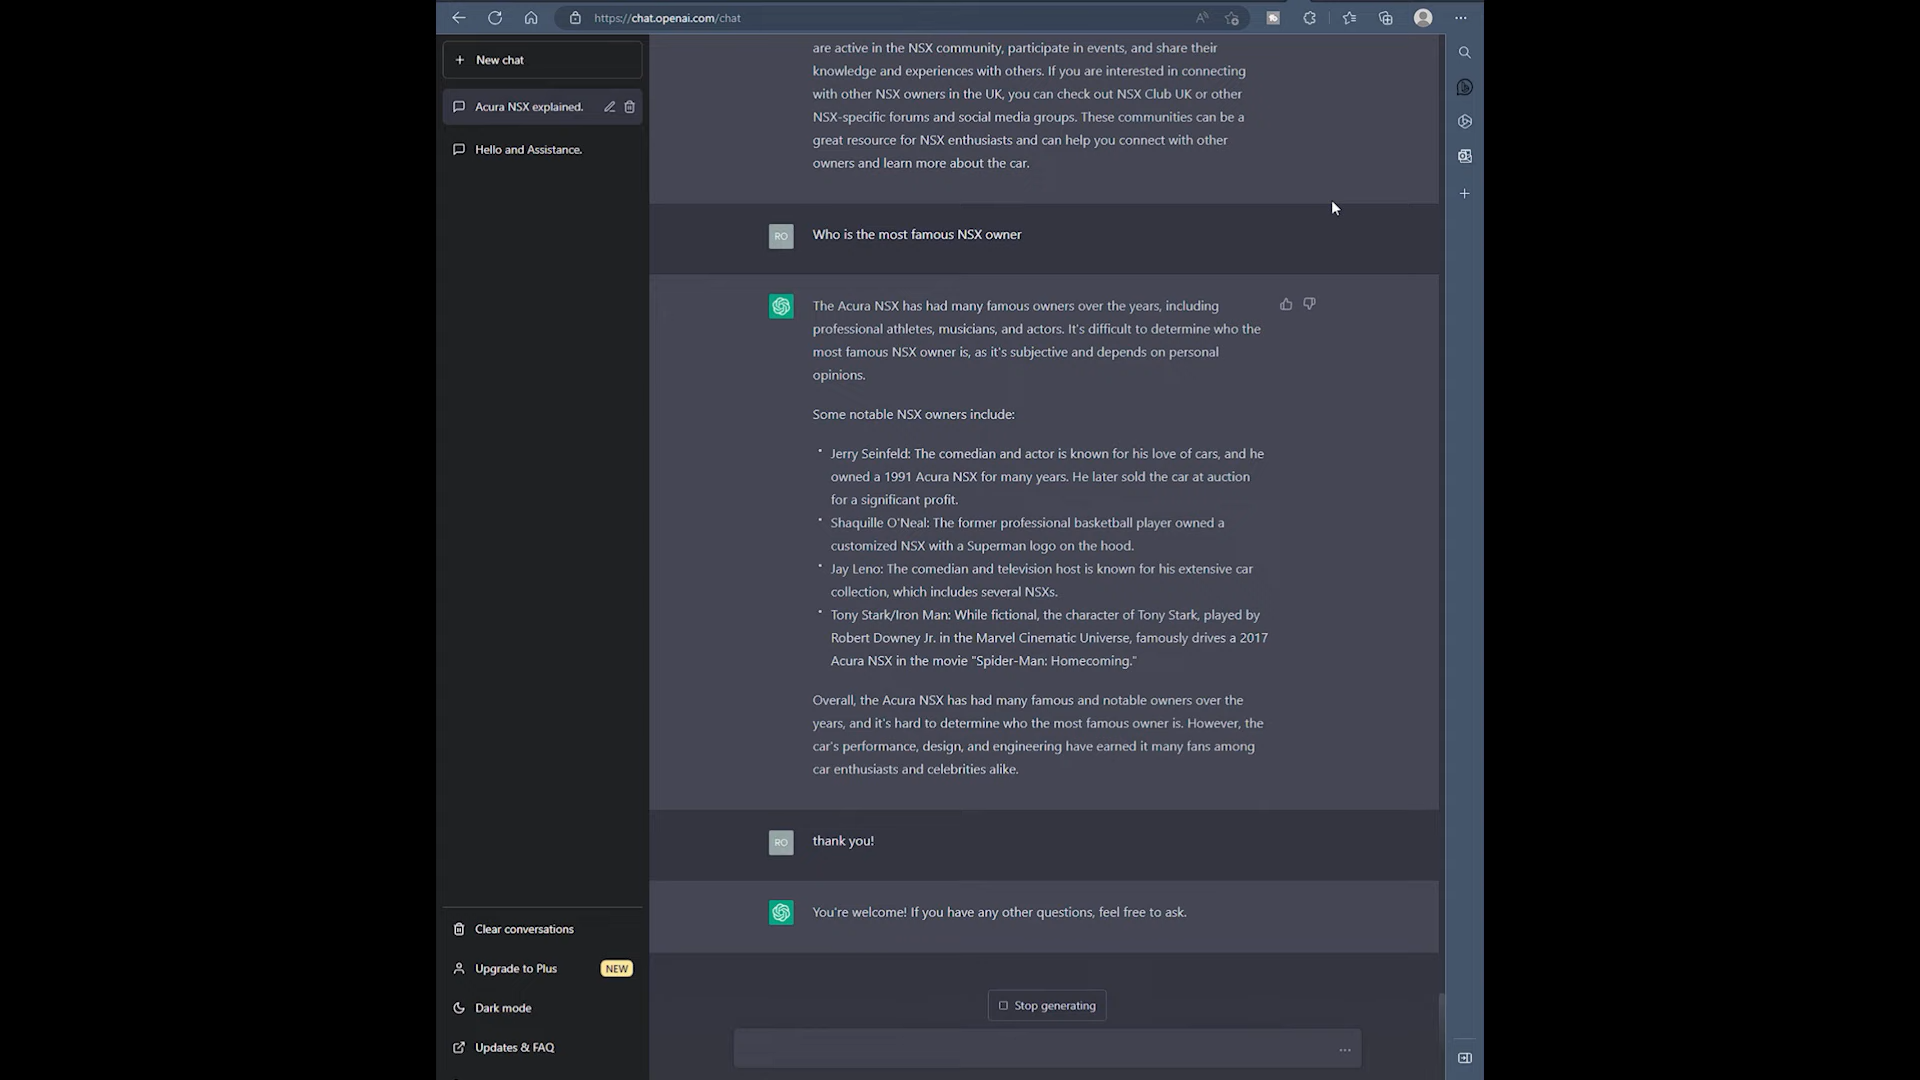 https://chat.openai.com/chat
New chat
Acura NSX explained.
Hello and Assistance.
are active in the NSX community, participate in events, and share their
knowledge and experiences with others. If you are interested in connecting
with other NSX owners in the UK, you can check out NSX Club UK or other
NSX-specific forums and social media groups. These communities can be a
great resource for NSX enthusiasts and can help you connect with other
owners and learn more about the car.
RO
Who is the most famous NSX owner
The Acura NSX has had many famous owners over the years, including
professional athletes, musicians, and actors. It's difficult to determine who the
most famous NSX owner is, as it's subjective and depends on personal
opinions.
Some notable NSX owners include:
• Jerry Seinfeld: The comedian and actor is known for his love of cars, and he
owned a 1991 Acura NSX for many years. He later sold the car at auction
for a significant profit.
• Shaquille O'Neal: The former professional basketball player owned a
customized NSX with a Superman logo on the hood.
• Jay Leno: The comedian and television host is known for his extensive car
collection, which includes several NSXs.
• Tony Stark/Iron Man: While fictional, the character of Tony Stark, played by
Robert Downey Jr. in the Marvel Cinematic Universe, famously drives a 2017
Acura NSX in the movie "Spider-Man: Homecoming."
Overall, the Acura NSX has had many famous and notable owners over the
years, and it's hard to determine who the most famous owner is. However, the
car's performance, design, and engineering have earned it many fans among
car enthusiasts and celebrities alike.
RO
thank you!
You're welcome! If you have any other questions, feel free to ask.
Stop generating
Clear conversations
Upgrade to Plus
NEW
Dark mode
Updates & FAQ